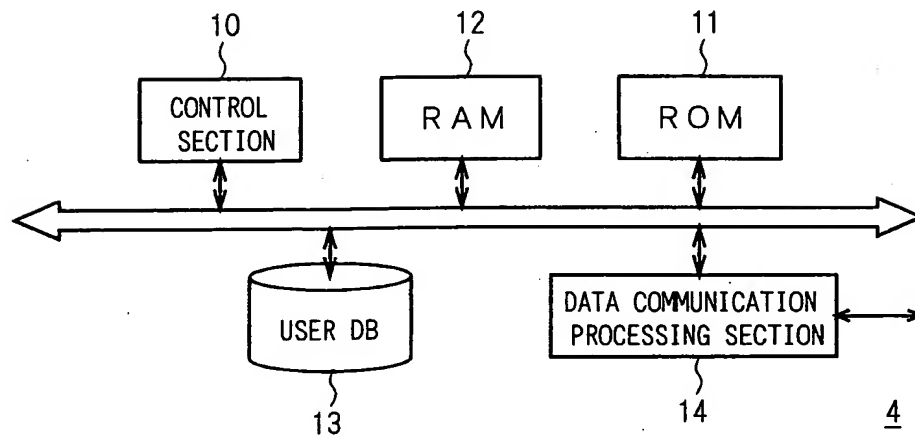 10
12
11
CONTROL
SECTION
RAM
ROM
USER DB
DATA COMMUNICATION
PROCESSING SECTION
13
14
4